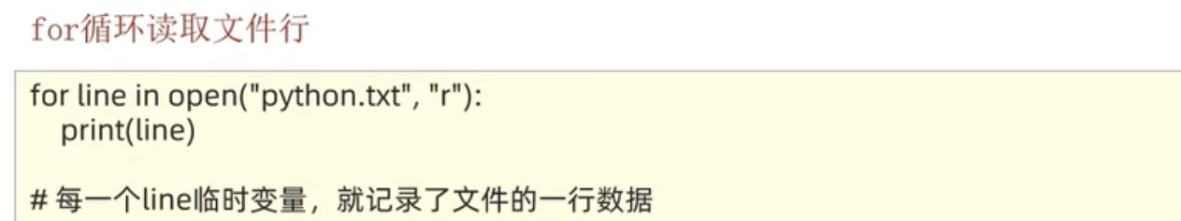 for循环读取文件行
for line in open("python.txt", "r"):
    print(line)
# 每一个line临时变量，就记录了文件的一行数据